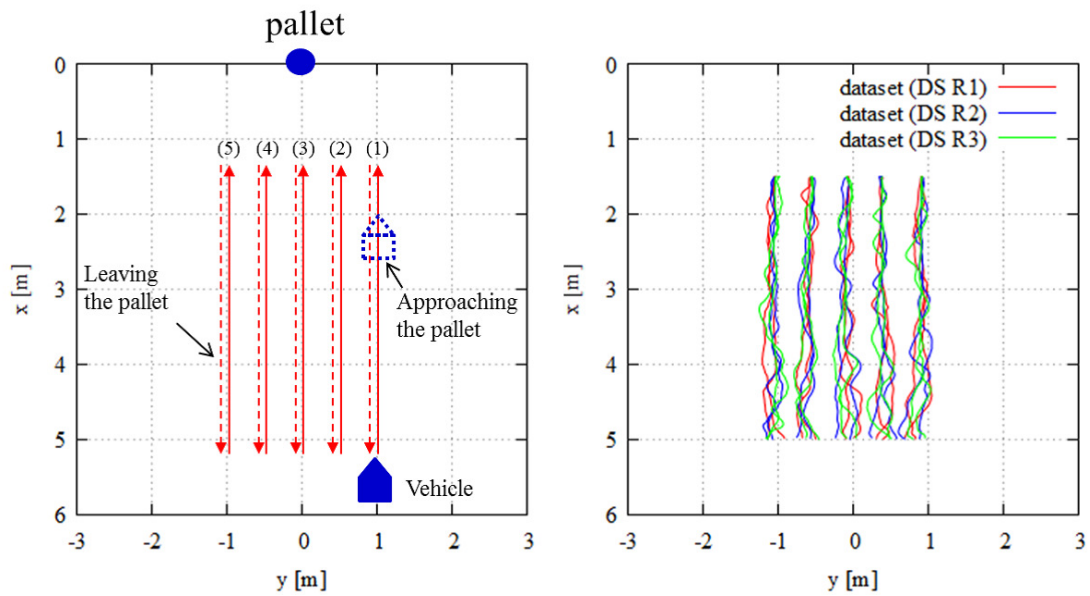 pallet
0
1
2
3
4
5
6
x [m]
(5) (4) (3) (2) (1)
Leaving
the pallet
Approaching
the pallet
Vehicle
-3 -2 -1 0 1 2 3
y [m]
0
1
2
3
4
5
6
x [m]
dataset (DS R1)
dataset (DS R2)
dataset (DS R3)
-3 -2 -1 0 1 2 3
y [m]